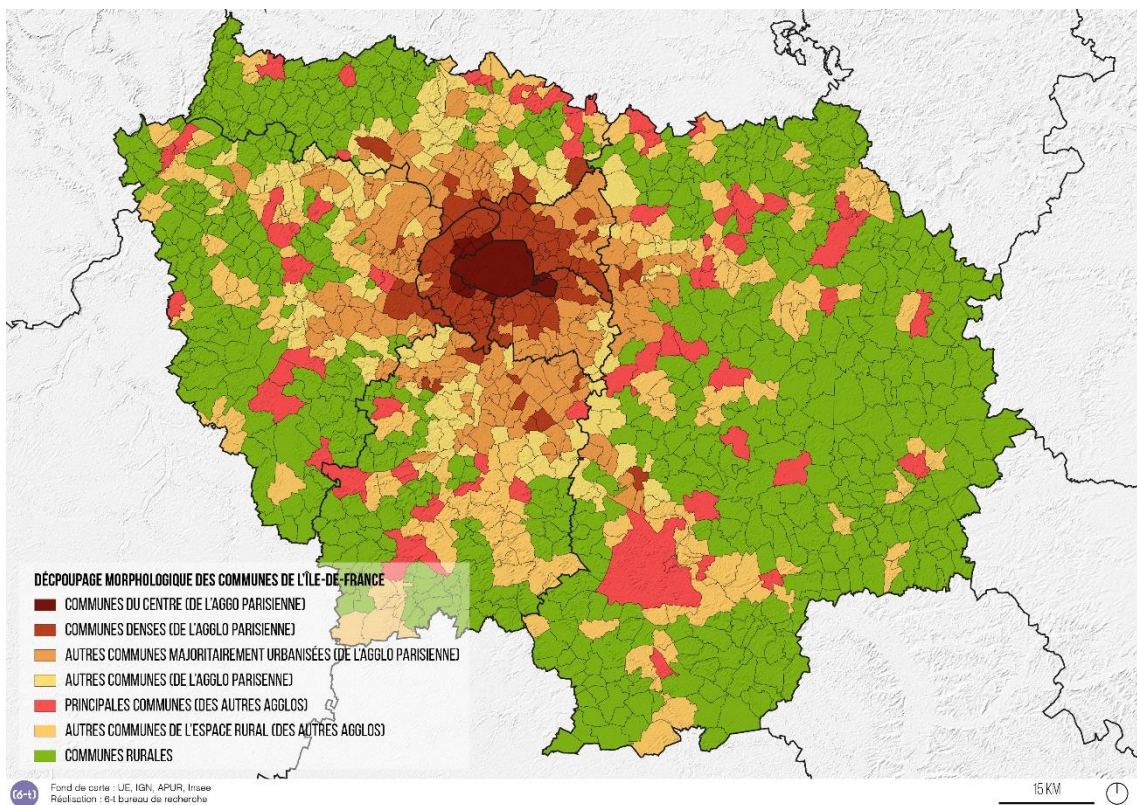 DÉCOUPAGE MORPHOLOGIQUE DES COMMUNES DE L'ÎLE-DE-FRANCE
COMMUNES DU CENTRE (DE L'AGGO PARISIENNE)
COMMUNES DENSES (DE L'AGGLO PARISIENNE)
AUTRES COMMUNES MAJORITAIREMENT URBANISÉES (DE L'AGGLO PARISIENNE)
AUTRES COMMUNES (DE L'AGGLO PARISIENNE)
PRINCIPALES COMMUNES (DES AUTRES AGGLOS)
AUTRES COMMUNES DE L'ESPACE RURAL (DES AUTRES AGGLOS)
COMMUNES RURALES
(6-t)
Fond de carte : UE, IGN, APUR, Insee
Réalisation : 6-t bureau de recherche
15 KM